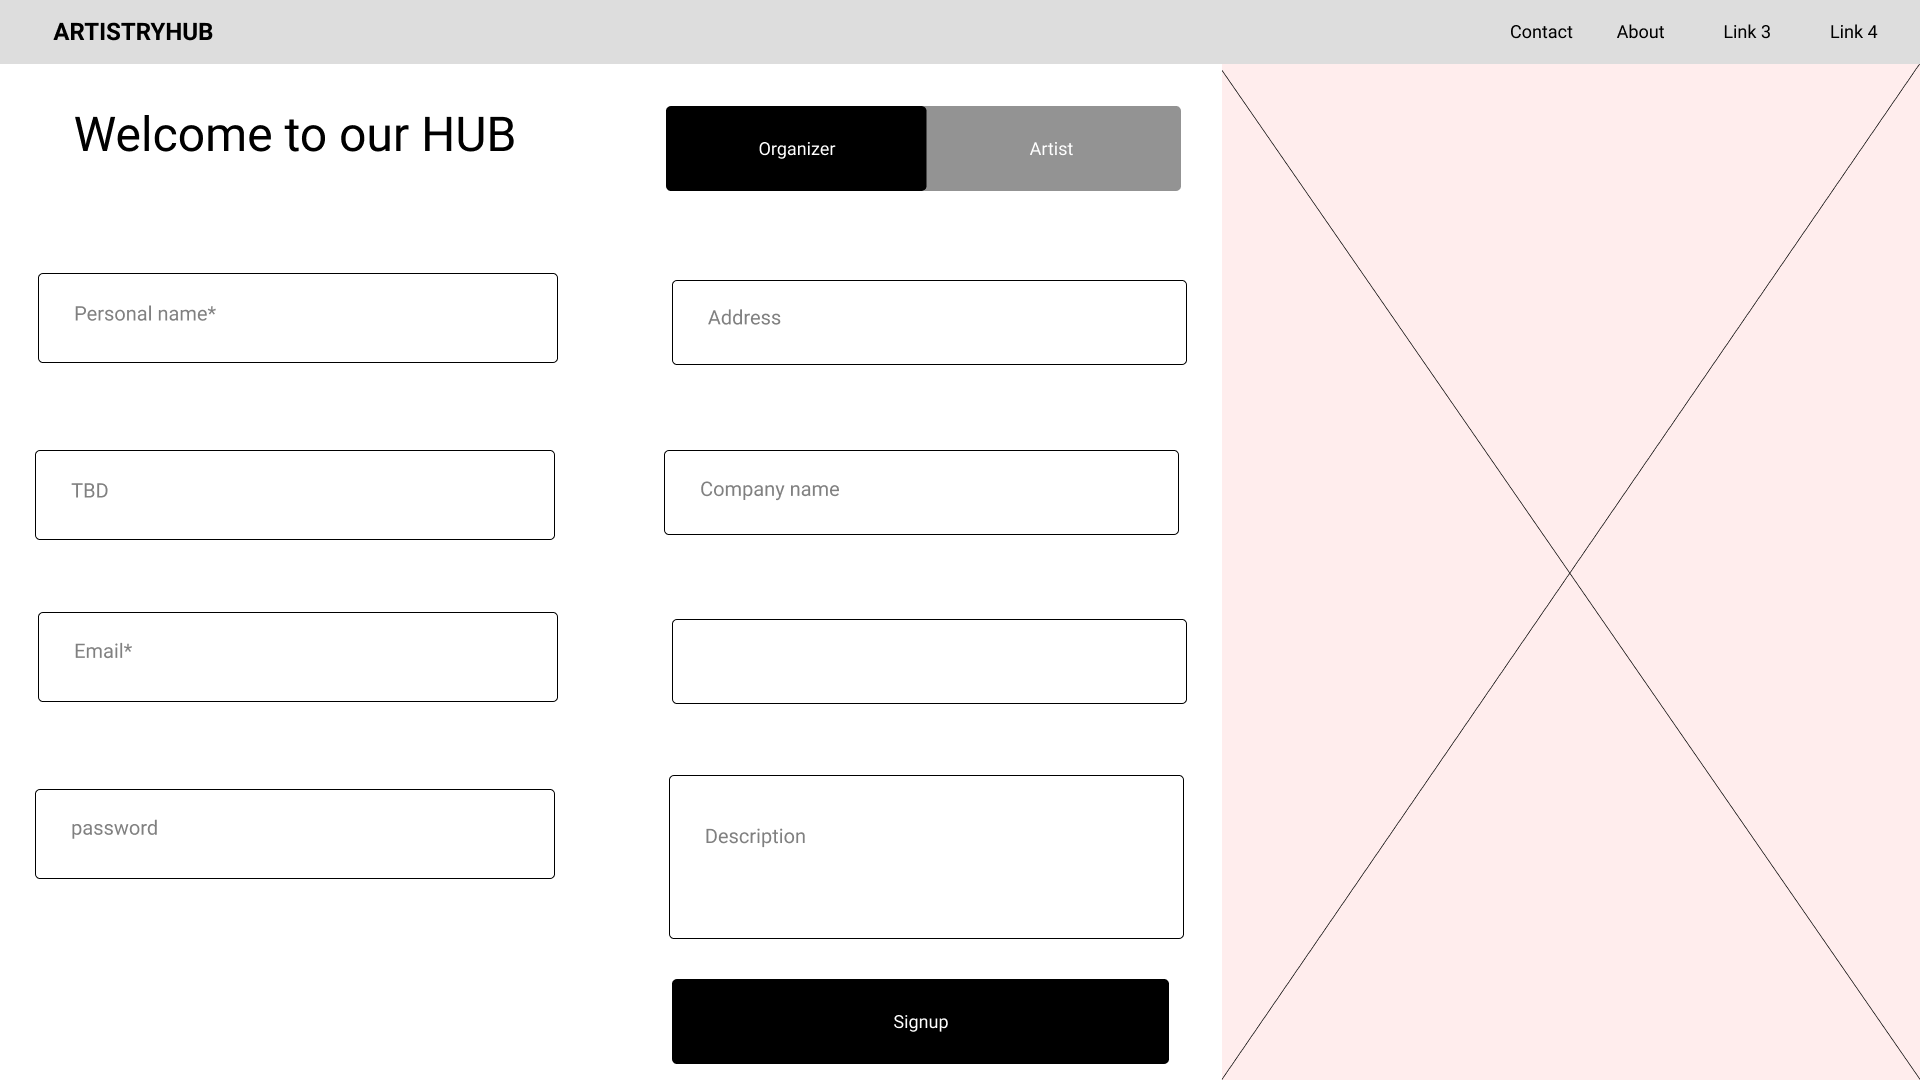 ARTISTRYHUB
Contact
About
Link 3
Link 4
Welcome to our HUB
Organizer
Artist
Personal name*
Address
TBD
Company name
Email*
password
Description
Signup